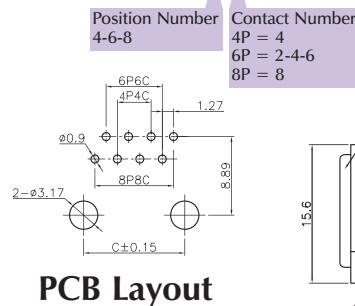 Position Number
4-6-8
Contact Number
4P = 4
6P = 2-4-6
8P = 8
6P6C
4P4C
1.27
ø0.9
8P8C
8.89
2-ø3.17
C±0.15
15.6
PCB Layout